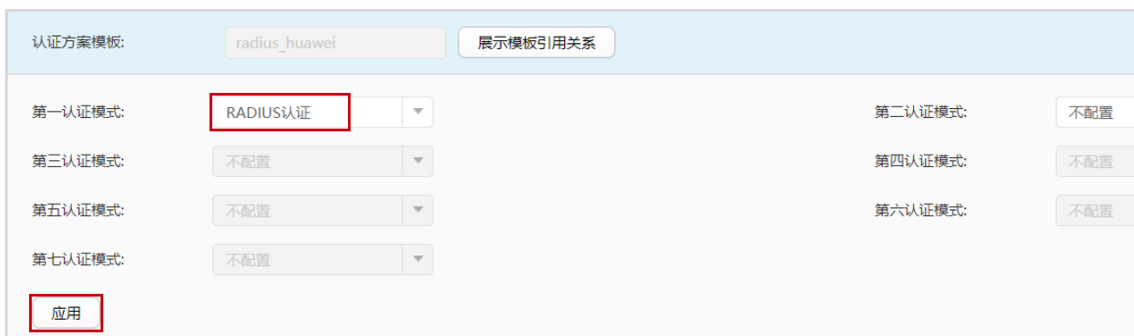 认证方案模板: radius_huawei 展示模板引用关系
第一认证模式: RADIUS认证 第二认证模式: 不配置
第三认证模式: 不配置 第四认证模式: 不配置
第五认证模式: 不配置 第六认证模式: 不配置
第七认证模式: 不配置
应用